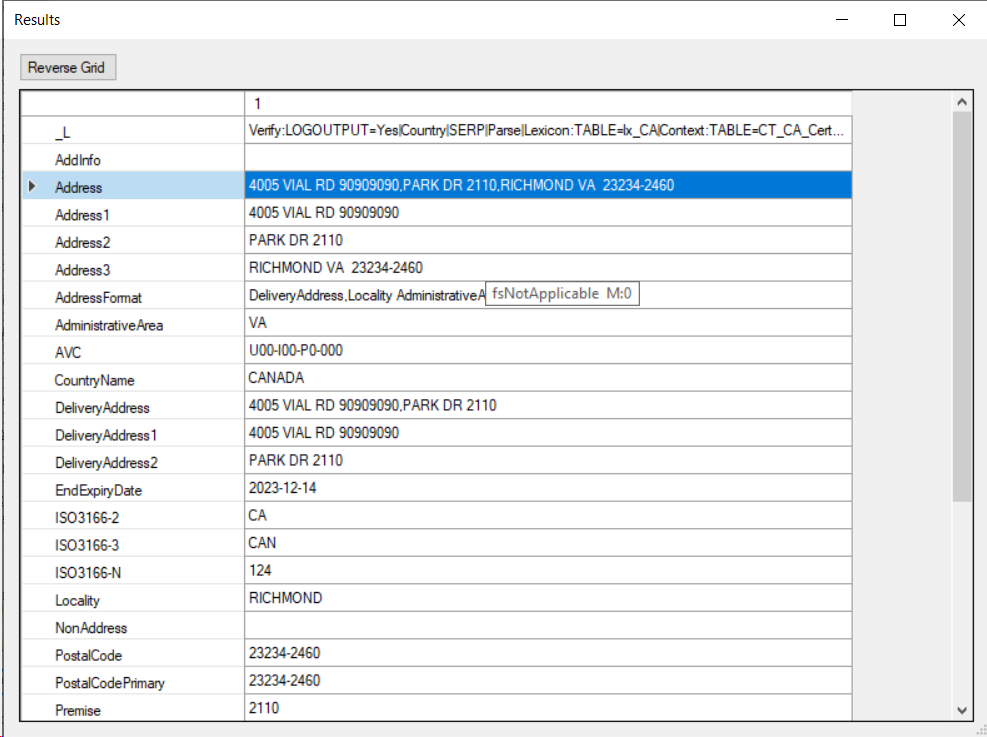 Results
Reverse Grid
1
_L Verify:LOGOUTPUT=Yes|Country|SERP|Parse|Lexicon:TABLE=lx_CA|Context:TABLE=CT_CA_Cert...
AddInfo
Address 4005 VIAL RD 90909090,PARK DR 2110,RICHMOND VA  23234-2460
Address1 4005 VIAL RD 90909090
Address2 PARK DR 2110
Address3 RICHMOND VA  23234-2460
AddressFormat DeliveryAddress,Locality AdministrativeA fsNotApplicable M:0
AdministrativeArea VA
AVC U00-I00-P0-000
CountryName CANADA
DeliveryAddress 4005 VIAL RD 90909090,PARK DR 2110
DeliveryAddress1 4005 VIAL RD 90909090
DeliveryAddress2 PARK DR 2110
EndExpiryDate 2023-12-14
ISO3166-2 CA
ISO3166-3 CAN
ISO3166-N 124
Locality RICHMOND
NonAddress
PostalCode 23234-2460
PostalCodePrimary 23234-2460
Premise 2110